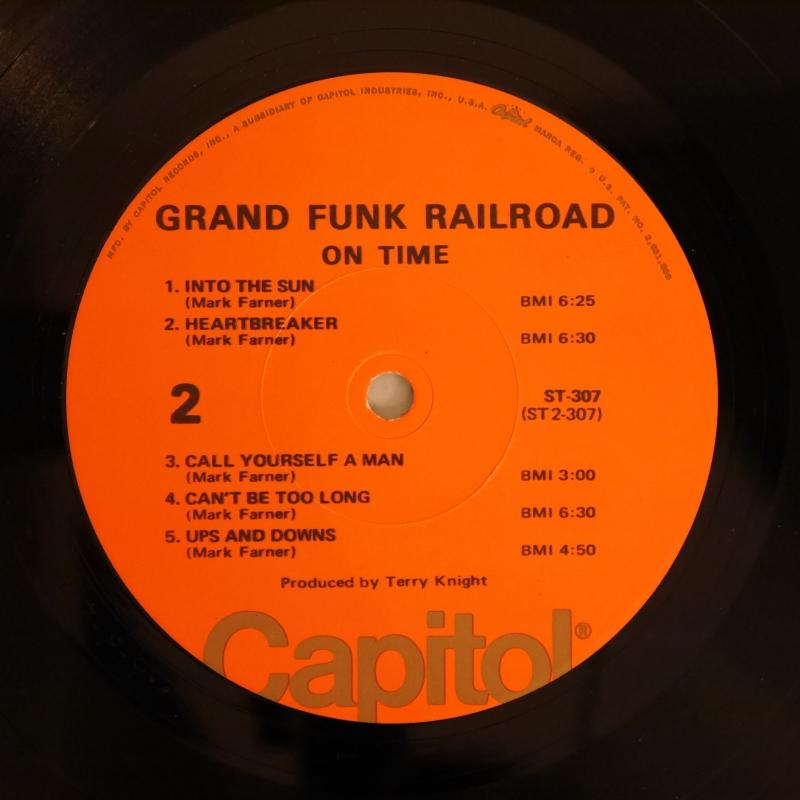 MFD. BY CAPITOL RECORDS, INC., A SUBSIDIARY OF CAPITOL INDUSTRIES, INC., U.S.A. Capitol MARCA REG. U.S. PAT. NO. 2,631,859
GRAND FUNK RAILROAD
ON TIME
1. INTO THE SUN
(Mark Farner) BMI 6:25
2. HEARTBREAKER
(Mark Farner) BMI 6:30
2 ST-307
(ST 2-307)
3. CALL YOURSELF A MAN
(Mark Farner) BMI 3:00
4. CAN'T BE TOO LONG
(Mark Farner) BMI 6:30
5. UPS AND DOWNS
(Mark Farner) BMI 4:50
Produced by Terry Knight
Capitol®